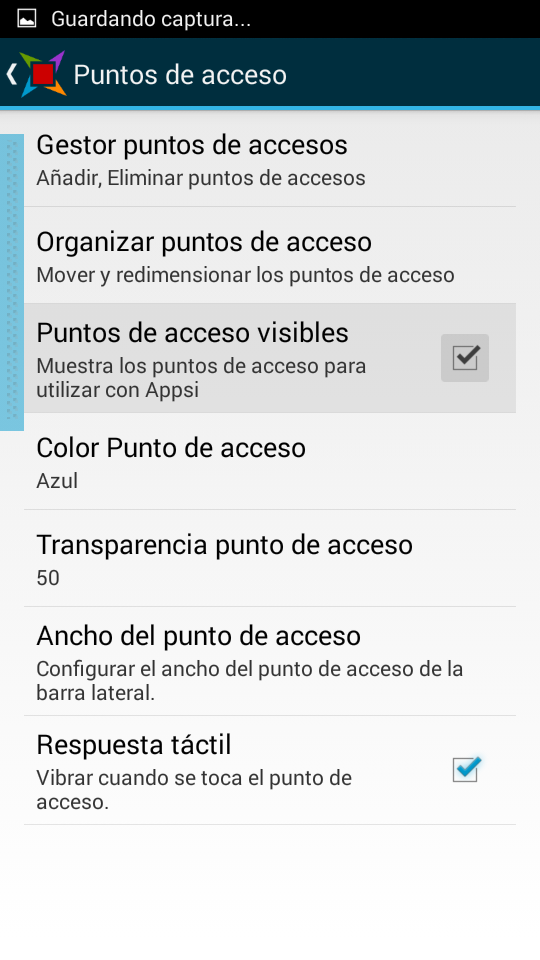 Guardando captura...
Puntos de acceso
Gestor puntos de accesos
Añadir, Eliminar puntos de accesos
Organizar puntos de acceso
Mover y redimensionar los puntos de acceso
Puntos de acceso visibles
Muestra los puntos de acceso para
utilizar con Appsi
Color Punto de acceso
Azul
Transparencia punto de acceso
50
Ancho del punto de acceso
Configurar el ancho del punto de acceso de la
barra lateral.
Respuesta táctil
Vibrar cuando se toca el punto de
acceso.